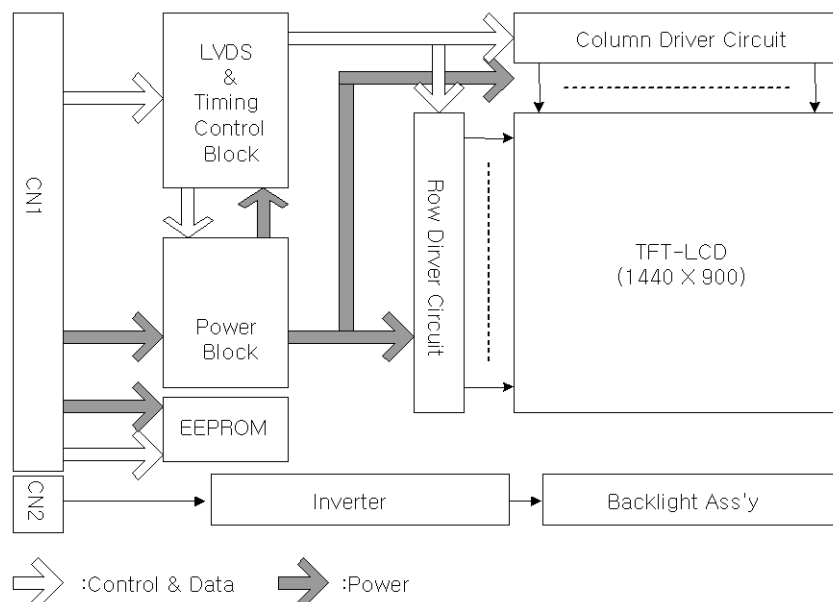 CN1
LVDS
&
Timing
Control
Block
Column Driver Circuit
Row Dirver Circuit
TFT-LCD
(1440 X 900)
Power
Block
EEPROM
CN2
Inverter
Backlight Ass'y
:Control & Data
:Power